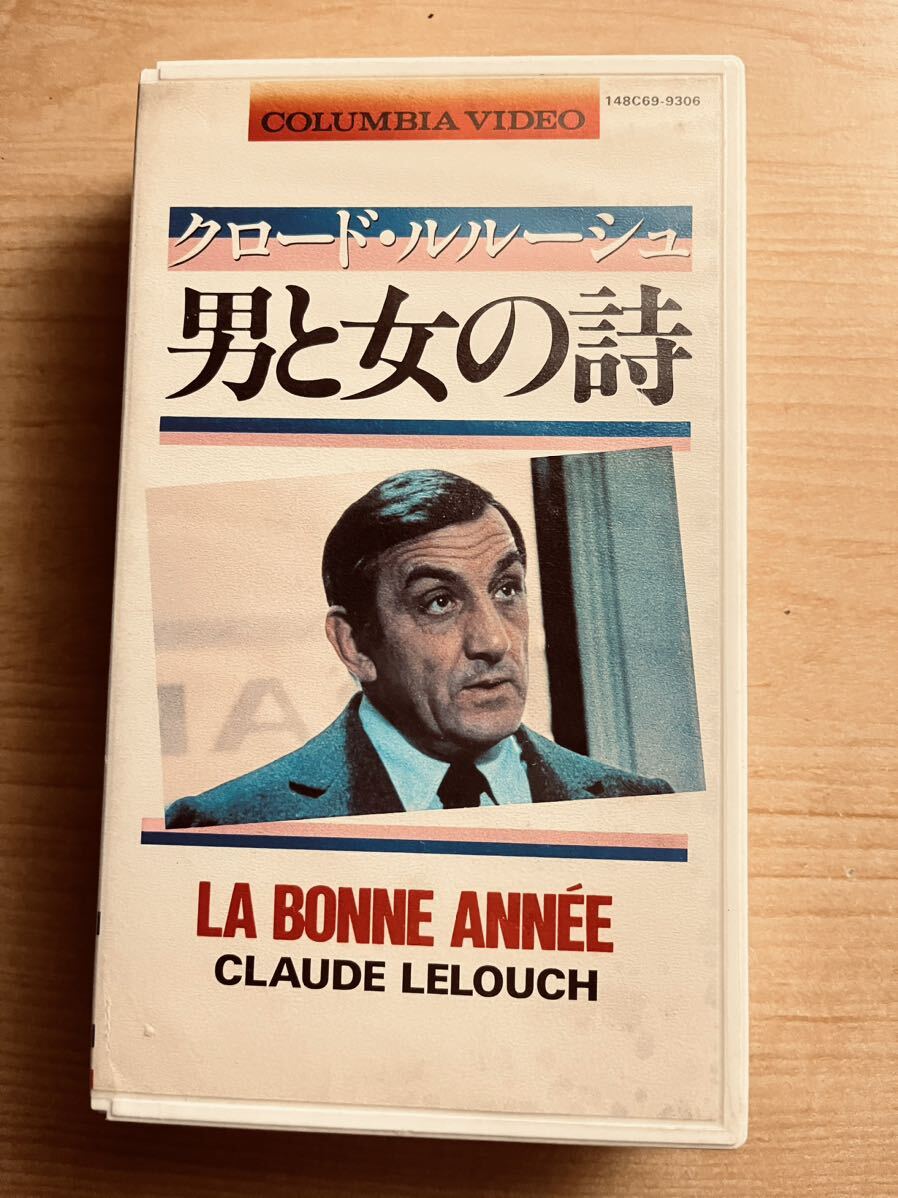 COLUMBIA VIDEO
148C69-9306
クロード・ルルーシュ
男と女の詩
LA BONNE ANNÉE
CLAUDE LELOUCH